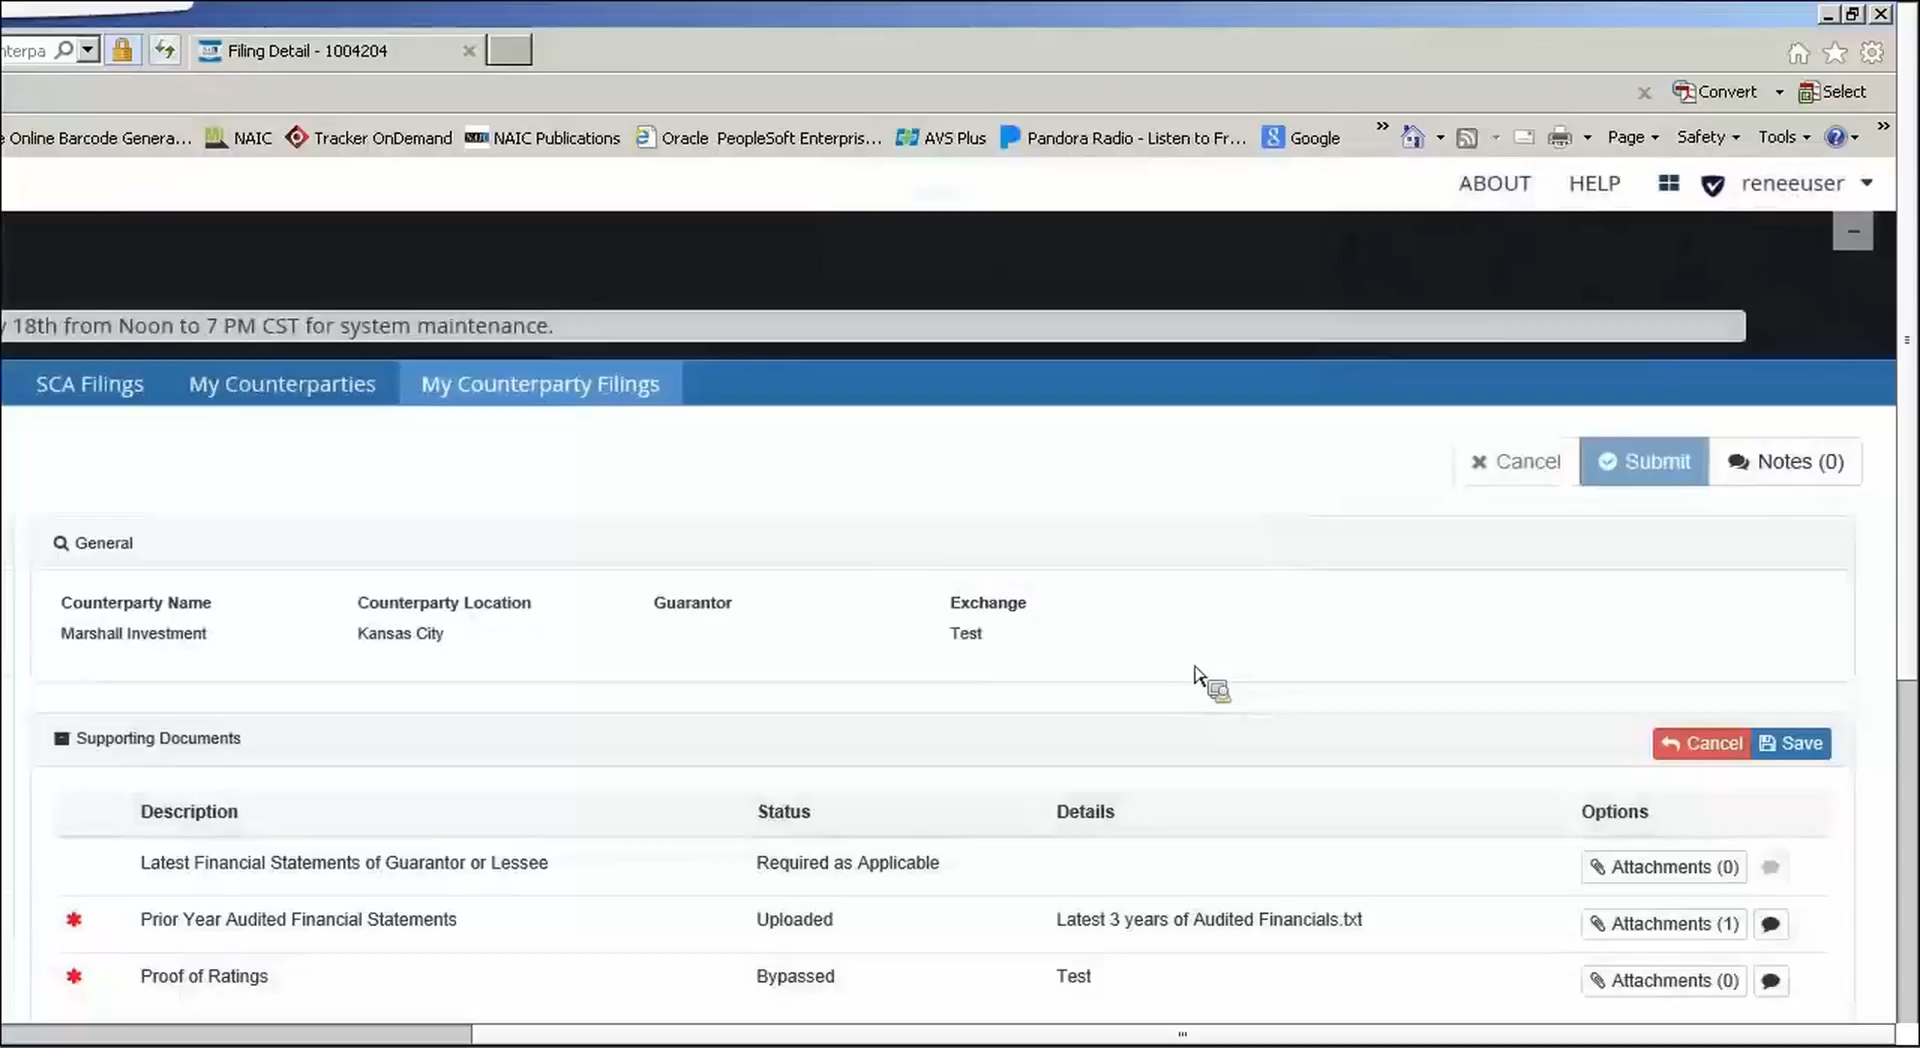 nterpa
Filing Detail - 1004204
Convert
Select
e Online Barcode Genera...
NAIC
Tracker OnDemand
NAIC Publications
Oracle PeopleSoft Enterpris...
AVS Plus
Pandora Radio - Listen to Fr...
Google
Page
Safety
Tools
ABOUT
HELP
reneeuser
y 18th from Noon to 7 PM CST for system maintenance.
SCA Filings
My Counterparties
My Counterparty Filings
Cancel
Submit
Notes (0)
General
Counterparty Name
Counterparty Location
Guarantor
Exchange
Marshall Investment
Kansas City
Test
Supporting Documents
Cancel
Save
Description
Status
Details
Options
Latest Financial Statements of Guarantor or Lessee
Required as Applicable
Attachments (0)
Prior Year Audited Financial Statements
Uploaded
Latest 3 years of Audited Financials.txt
Attachments (1)
Proof of Ratings
Bypassed
Test
Attachments (0)